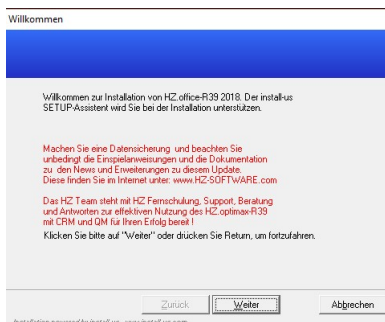 Willkommen
Willkommen zur Installation von HZ.office-R39 2018. Der install-us
SETUP-Assistent wird Sie bei der Installation unterstützen.
Machen Sie eine Datensicherung und beachten Sie
unbedingt die Einspielanweisungen und die Dokumentation
zu den News und Erweiterungen zu diesem Update.
Diese finden Sie im Internet unter: www.HZ-SOFTWARE.com
Das HZ Team steht mit HZ Fernschulung, Support, Beratung
und Antworten zur effektiven Nutzung des HZ.optimax-R39
mit CRM und QM für Ihren Erfolg bereit !
Klicken Sie bitte auf "Weiter" oder drücken Sie Return, um fortzufahren.
Zurück Weiter Abbrechen